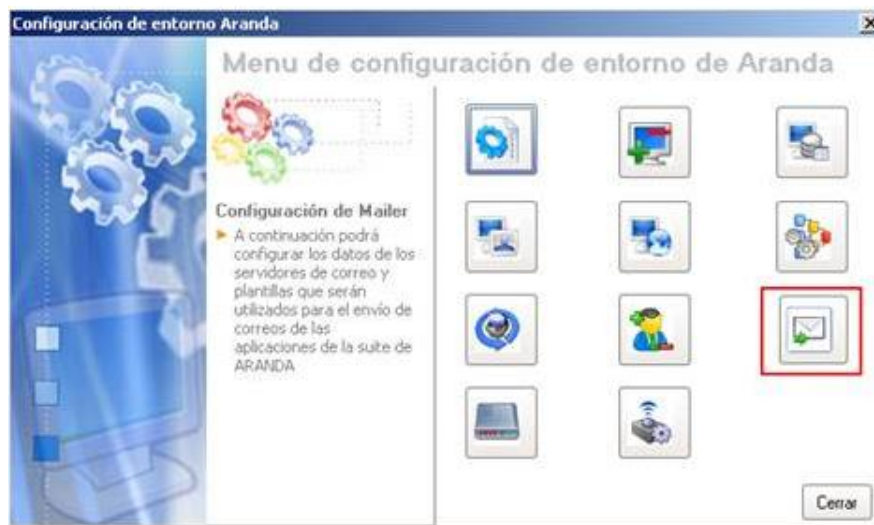 Configuración de entorno Aranda
Menu de configuración de entorno de Aranda
Configuración de Mailer
A continuación podrá
configurar los datos de los
servidores de correo y
plantillas que serán
utilizados para el envío de
correos de las
aplicaciones de la suite de
ARANDA
Cerrar